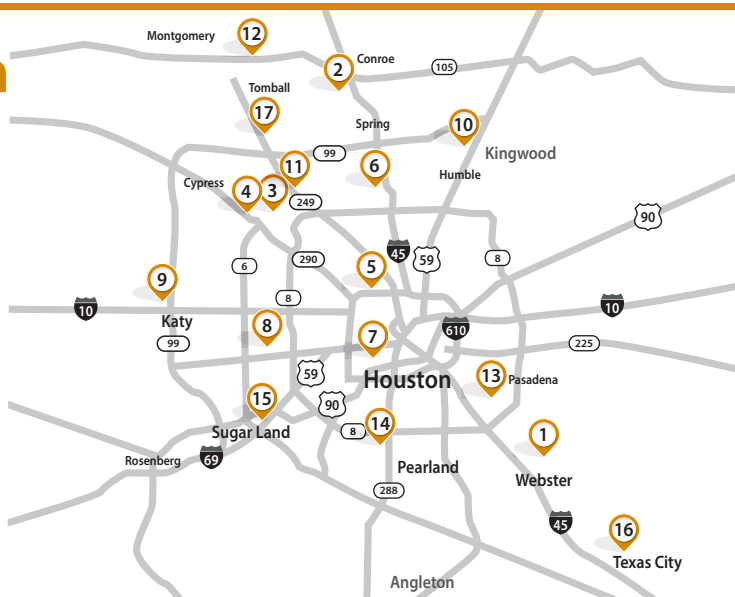 12
Montgomery
2
Conroe
105
Tomball
17
Spring
10
Kingwood
99
11
6
Humble
Cypress
4
3
249
90
45
59
290
8
6
5
9
8
10
10
Katy
8
610
99
7
225
59
Houston
13
Pasadena
15
90
14
8
1
Sugar Land
Rosenberg
69
Pearland
Webster
288
45
16
Texas City
Angleton